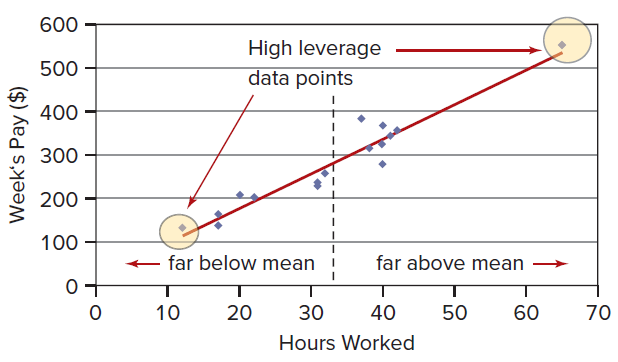 600
500
400
300
200
100
0
Week's Pay ($)
High leverage
data points
far below mean
far above mean
0 10 20 30 40 50 60 70
Hours Worked